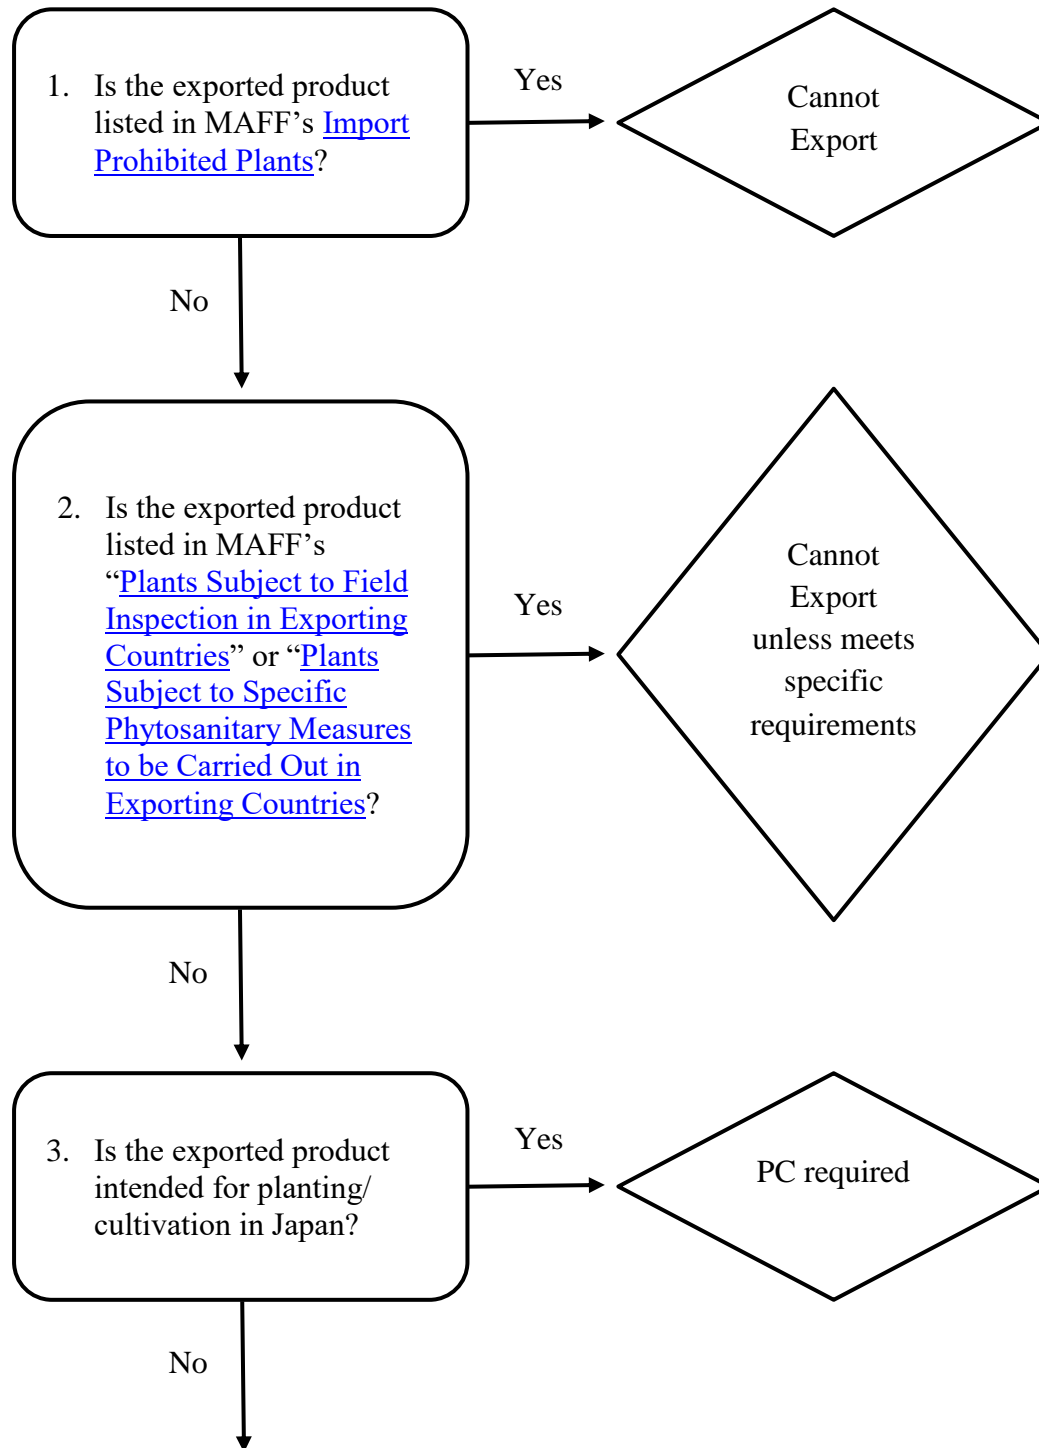 1. Is the exported product
listed in MAFF’s Import
Prohibited Plants?
Yes
Cannot
Export
No
2. Is the exported product
listed in MAFF’s
“Plants Subject to Field
Inspection in Exporting
Countries” or “Plants
Subject to Specific
Phytosanitary Measures
to be Carried Out in
Exporting Countries?
Yes
Cannot
Export
unless meets
specific
requirements
No
3. Is the exported product
intended for planting/
cultivation in Japan?
Yes
PC required
No